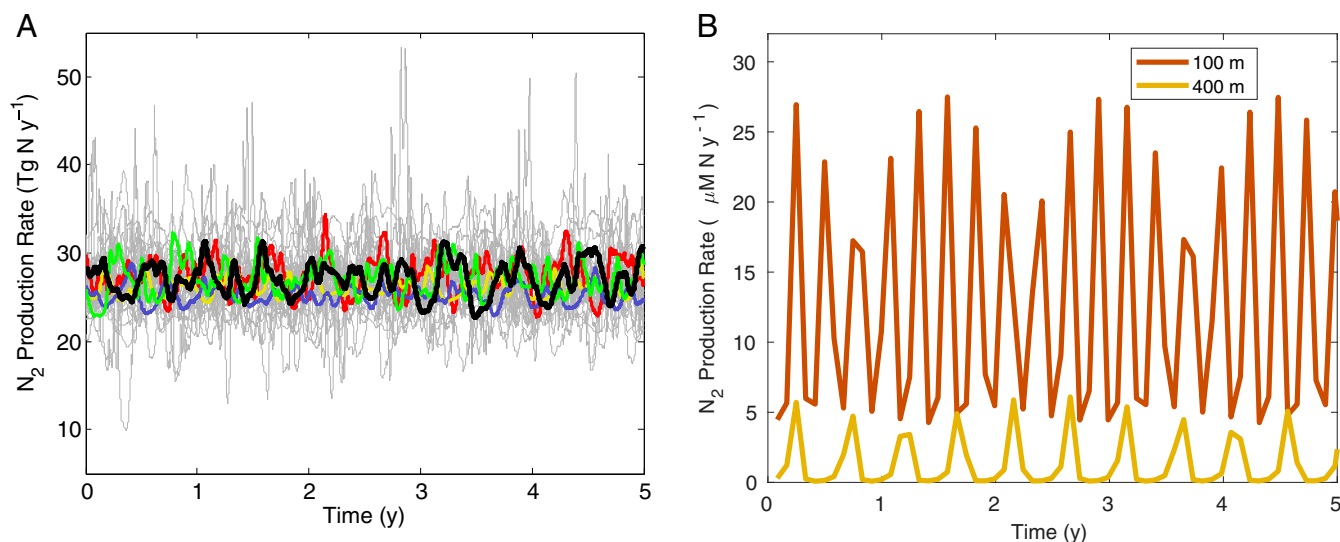 A
N2 Production Rate (Tg N y−1)
50
40
30
20
10
0 1 2 3 4 5
Time (y)
B
N2 Production Rate ( μM N y-1)
30
25
20
15
10
5
0
0 1 2 3 4 5
Time (y)
100 m
400 m